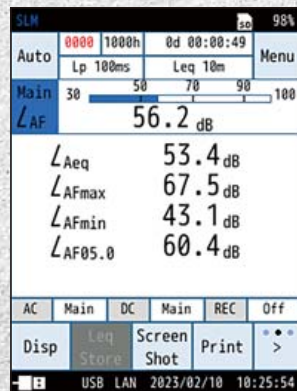 SLM SD 98%
Auto 0000 1000h 0d 00:00:49 Menu
Lp 100ms Leq 10m
Main 30 50 70 90 100
LAF 56.2 dB
LAeq 53.4 dB
LAFmax 67.5 dB
LAFmin 43.1 dB
LAF05.0 60.4 dB
AC Main DC Main REC Off
Disp Leq Store Screen Shot Print >
USB LAN 2023/02/10 10:25:54